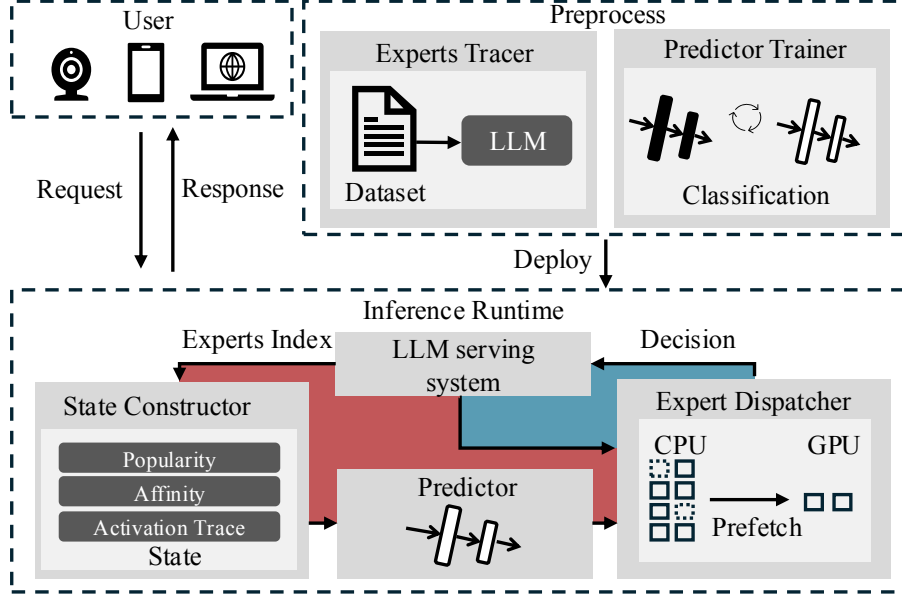 User
Preprocess
Experts Tracer
Predictor Trainer
LLM
Dataset
Classification
Request
Response
Deploy
Inference Runtime
Experts Index
LLM serving
system
Decision
State Constructor
Popularity
Affinity
Activation Trace
State
Predictor
Expert Dispatcher
CPU
GPU
Prefetch